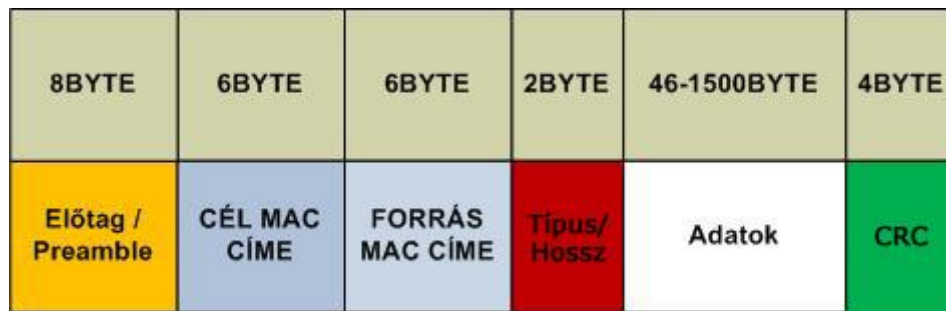 8BYTE 6BYTE 6BYTE 2BYTE 46-1500BYTE 4BYTE
Előtag / Preamble
CÉL MAC CÍME
FORRÁS MAC CÍME
Típus/ Hossz
Adatok
CRC